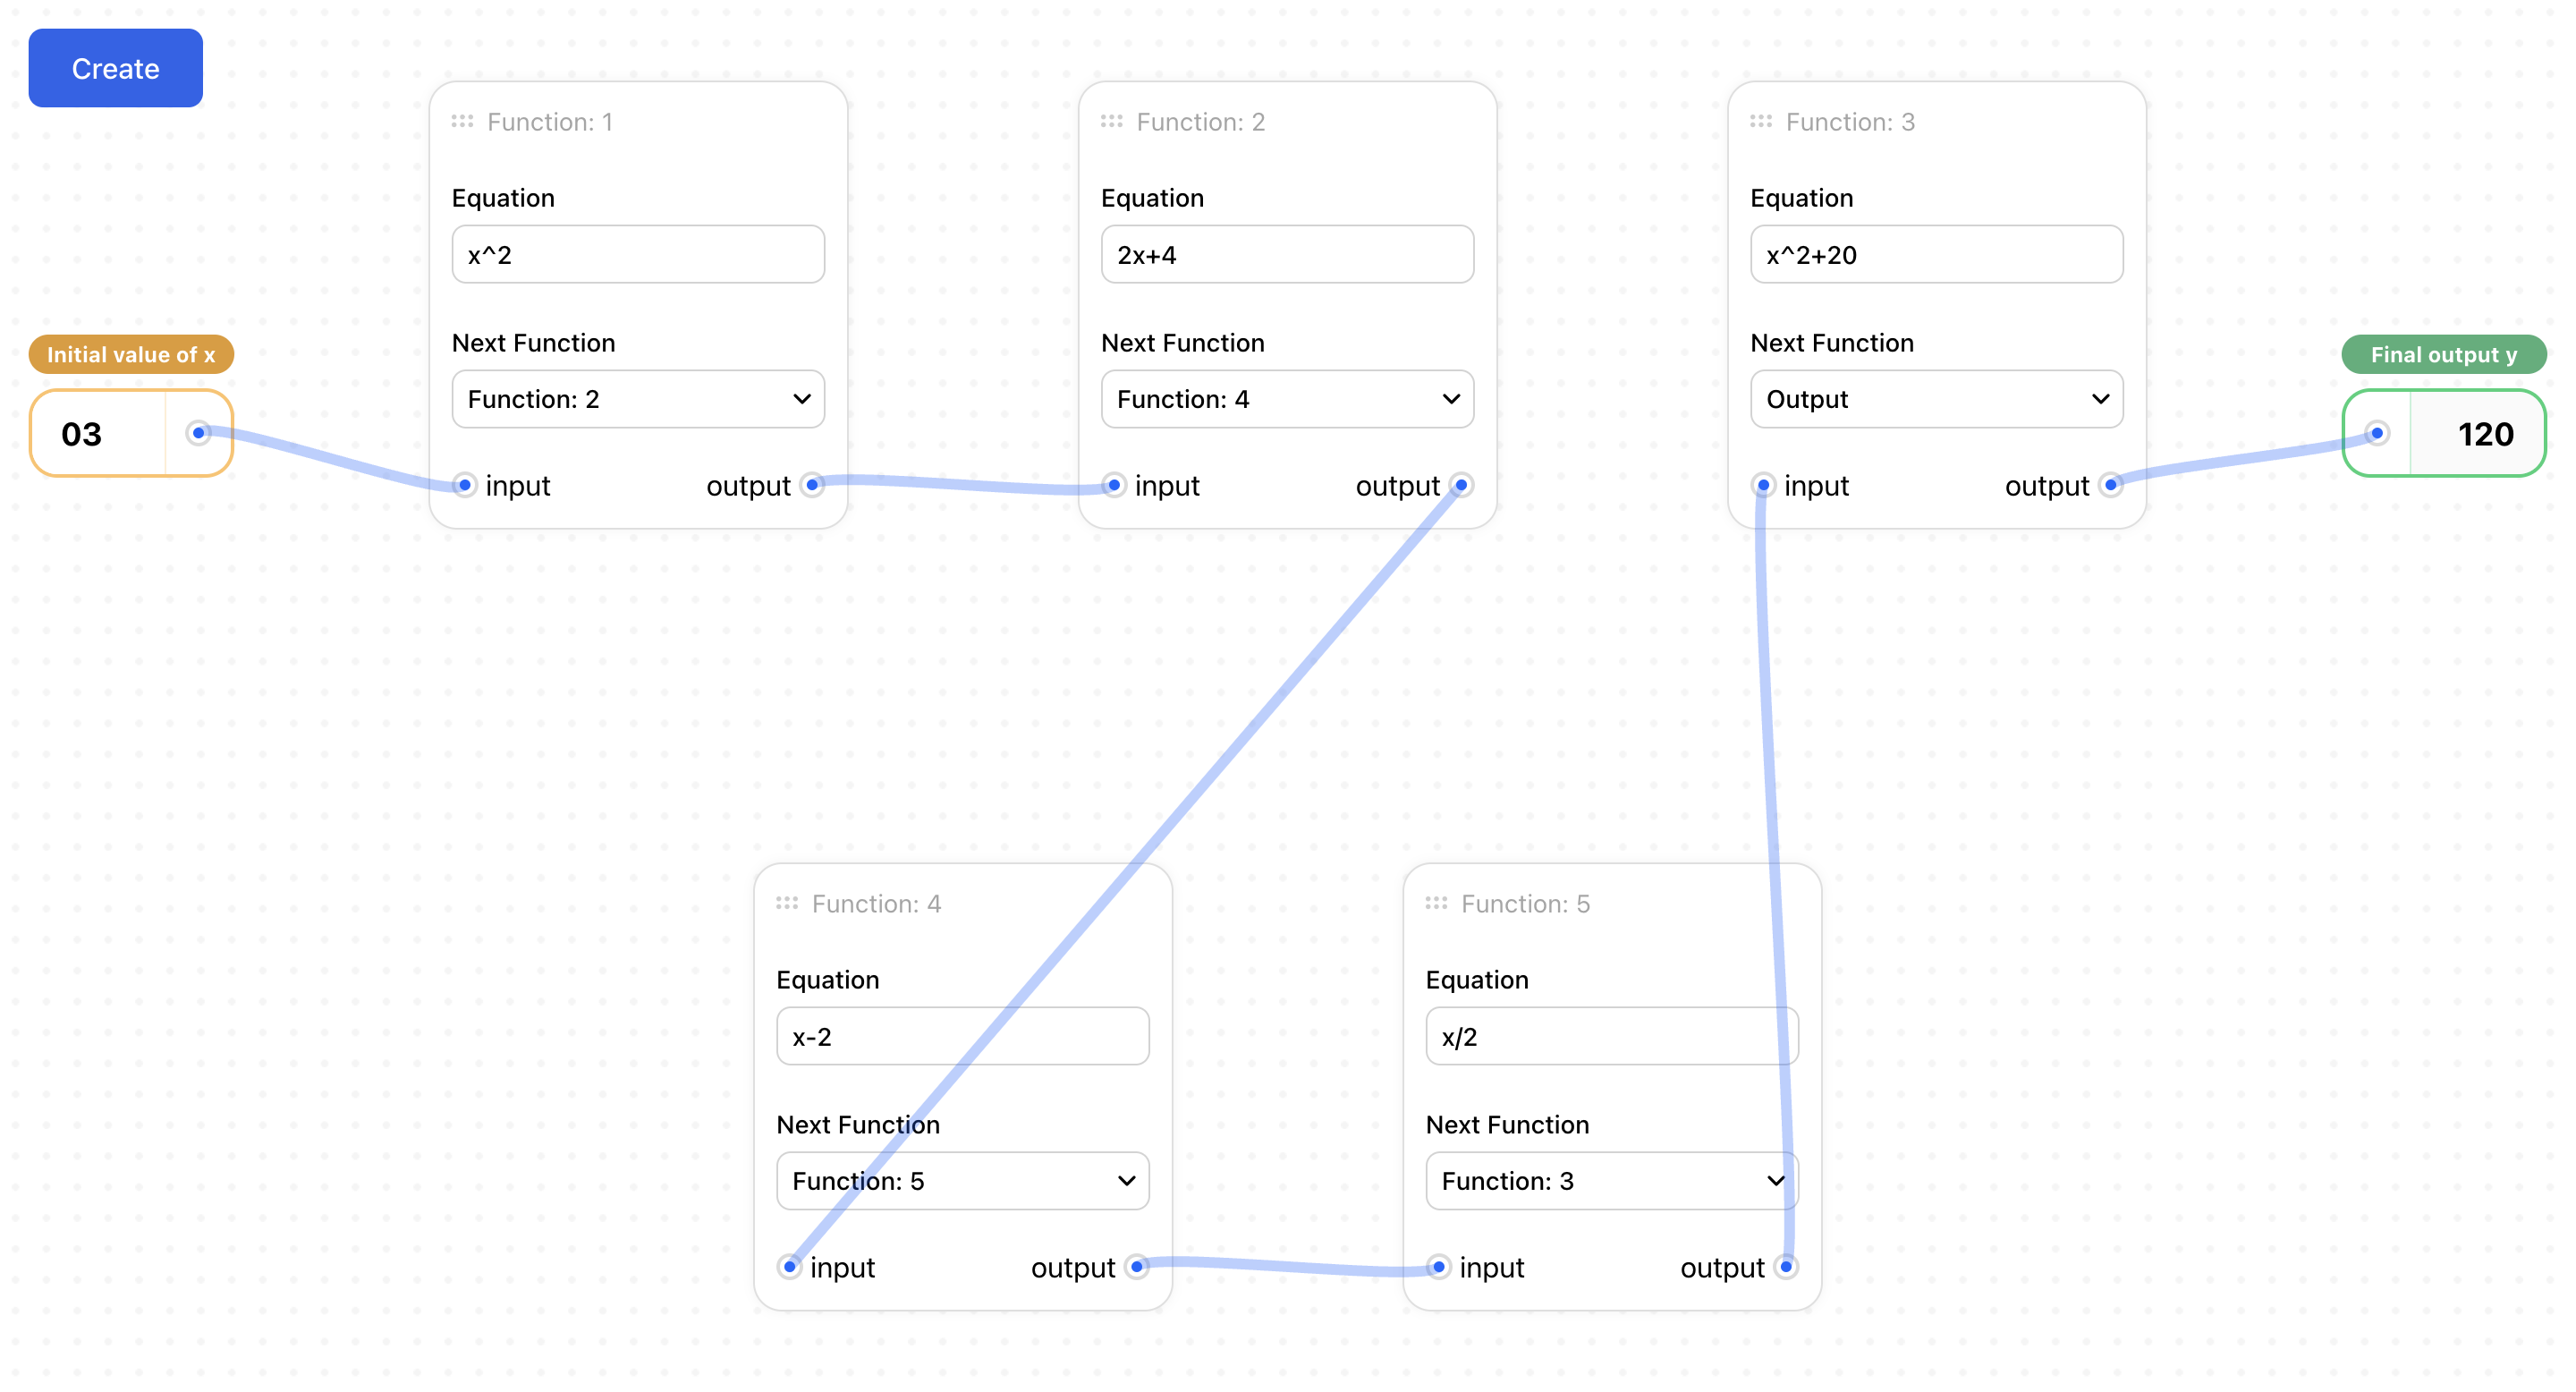 Create
Initial value of x
03
Function: 1
Equation
x^2
Next Function
Function: 2
input output
Function: 2
Equation
2x+4
Next Function
Function: 4
input output
Function: 3
Equation
x^2+20
Next Function
Output
input output
Final output y
120
Function: 4
Equation
x-2
Next Function
Function: 5
input output
Function: 5
Equation
x/2
Next Function
Function: 3
input output